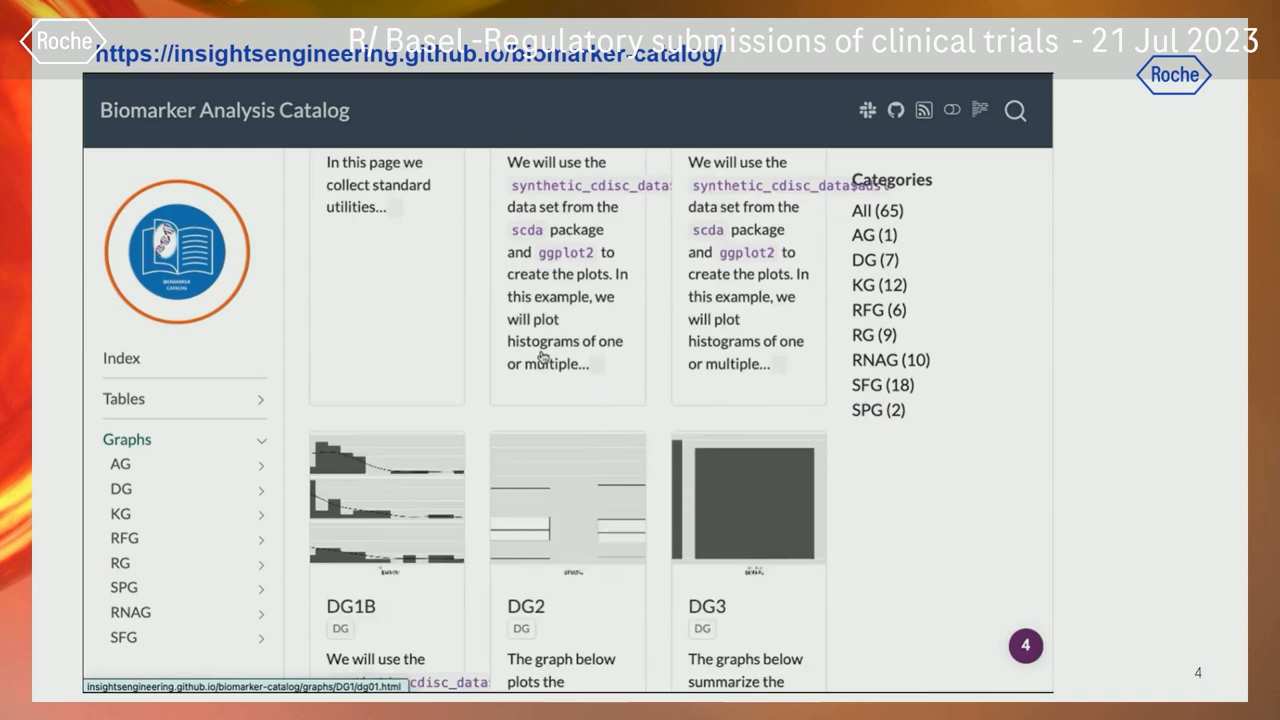 Roche
R/ Basel -Regulatory submissions of clinical trials - 21 Jul 2023
https://insightsengineering.github.io/biomarker-catalog/
Roche
Biomarker Analysis Catalog
BIOMARKER
CATALOG
Index
Tables
Graphs
AG
DG
KG
RFG
RG
SPG
RNAG
SFG
In this page we
collect standard
utilities...
We will use the
synthetic_cdisc_data
data set from the
scda package
and ggplot2 to
create the plots. In
this example, we
will plot
histograms of one
or multiple...
We will use the
synthetic_cdisc_data$ads
data set from the
scda package
and ggplot2 to
create the plots. In
this example, we
will plot
histograms of one
or multiple...
Categories
All (65)
AG (1)
DG (7)
KG (12)
RFG (6)
RG (9)
RNAG (10)
SFG (18)
SPG (2)
DG1B
DG
We will use the
cdisc_data
DG2
DG
The graph below
plots the
DG3
DG
The graphs below
summarize the
4
4
insightsengineering.github.io/biomarker-catalog/graphs/DG1/dg01.html